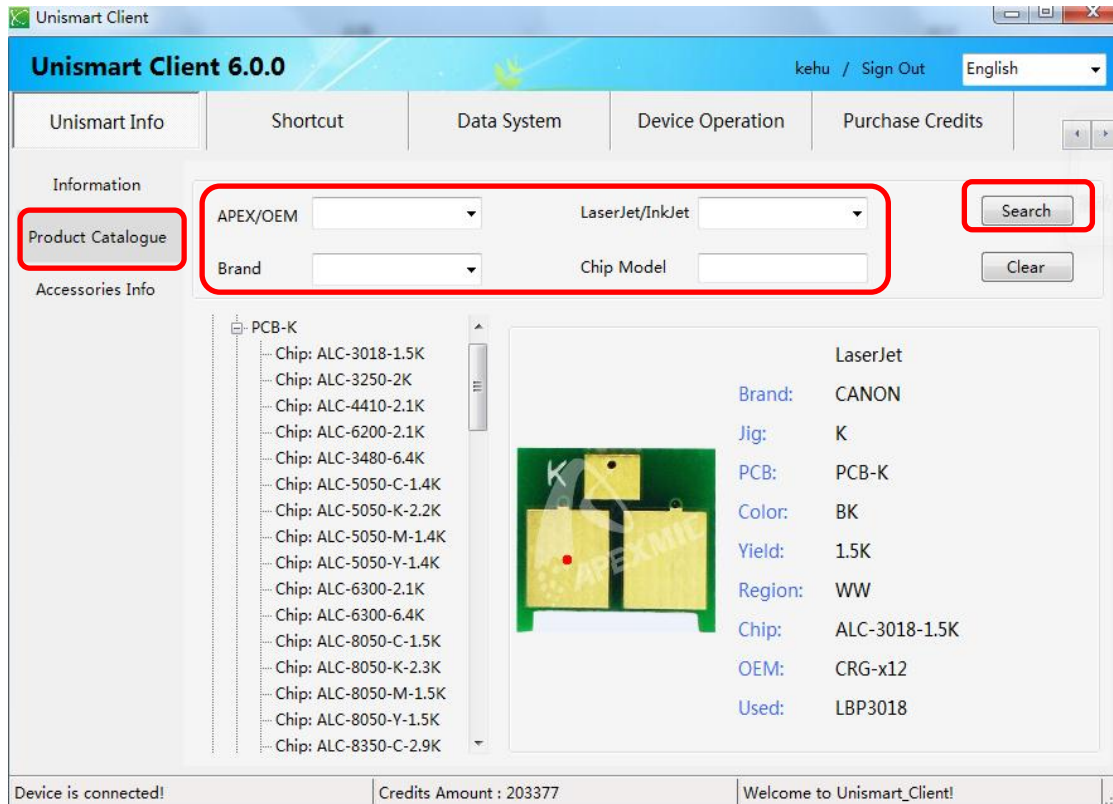 Unismart Client
Unismart Client 6.0.0
kehu / Sign Out
English
Unismart Info
Shortcut
Data System
Device Operation
Purchase Credits
Information
Product Catalogue
Accessories Info
APEX/OEM
LaserJet/InkJet
Search
Brand
Chip Model
Clear
PCB-K
Chip: ALC-3018-1.5K
Chip: ALC-3250-2K
Chip: ALC-4410-2.1K
Chip: ALC-6200-2.1K
Chip: ALC-3480-6.4K
Chip: ALC-5050-C-1.4K
Chip: ALC-5050-K-2.2K
Chip: ALC-5050-M-1.4K
Chip: ALC-5050-Y-1.4K
Chip: ALC-6300-2.1K
Chip: ALC-6300-6.4K
Chip: ALC-8050-C-1.5K
Chip: ALC-8050-K-2.3K
Chip: ALC-8050-M-1.5K
Chip: ALC-8050-Y-1.5K
Chip: ALC-8350-C-2.9K
K
APEXMIC
LaserJet
Brand: CANON
Jig: K
PCB: PCB-K
Color: BK
Yield: 1.5K
Region: WW
Chip: ALC-3018-1.5K
OEM: CRG-x12
Used: LBP3018
Device is connected!
Credits Amount : 203377
Welcome to Unismart_Client!